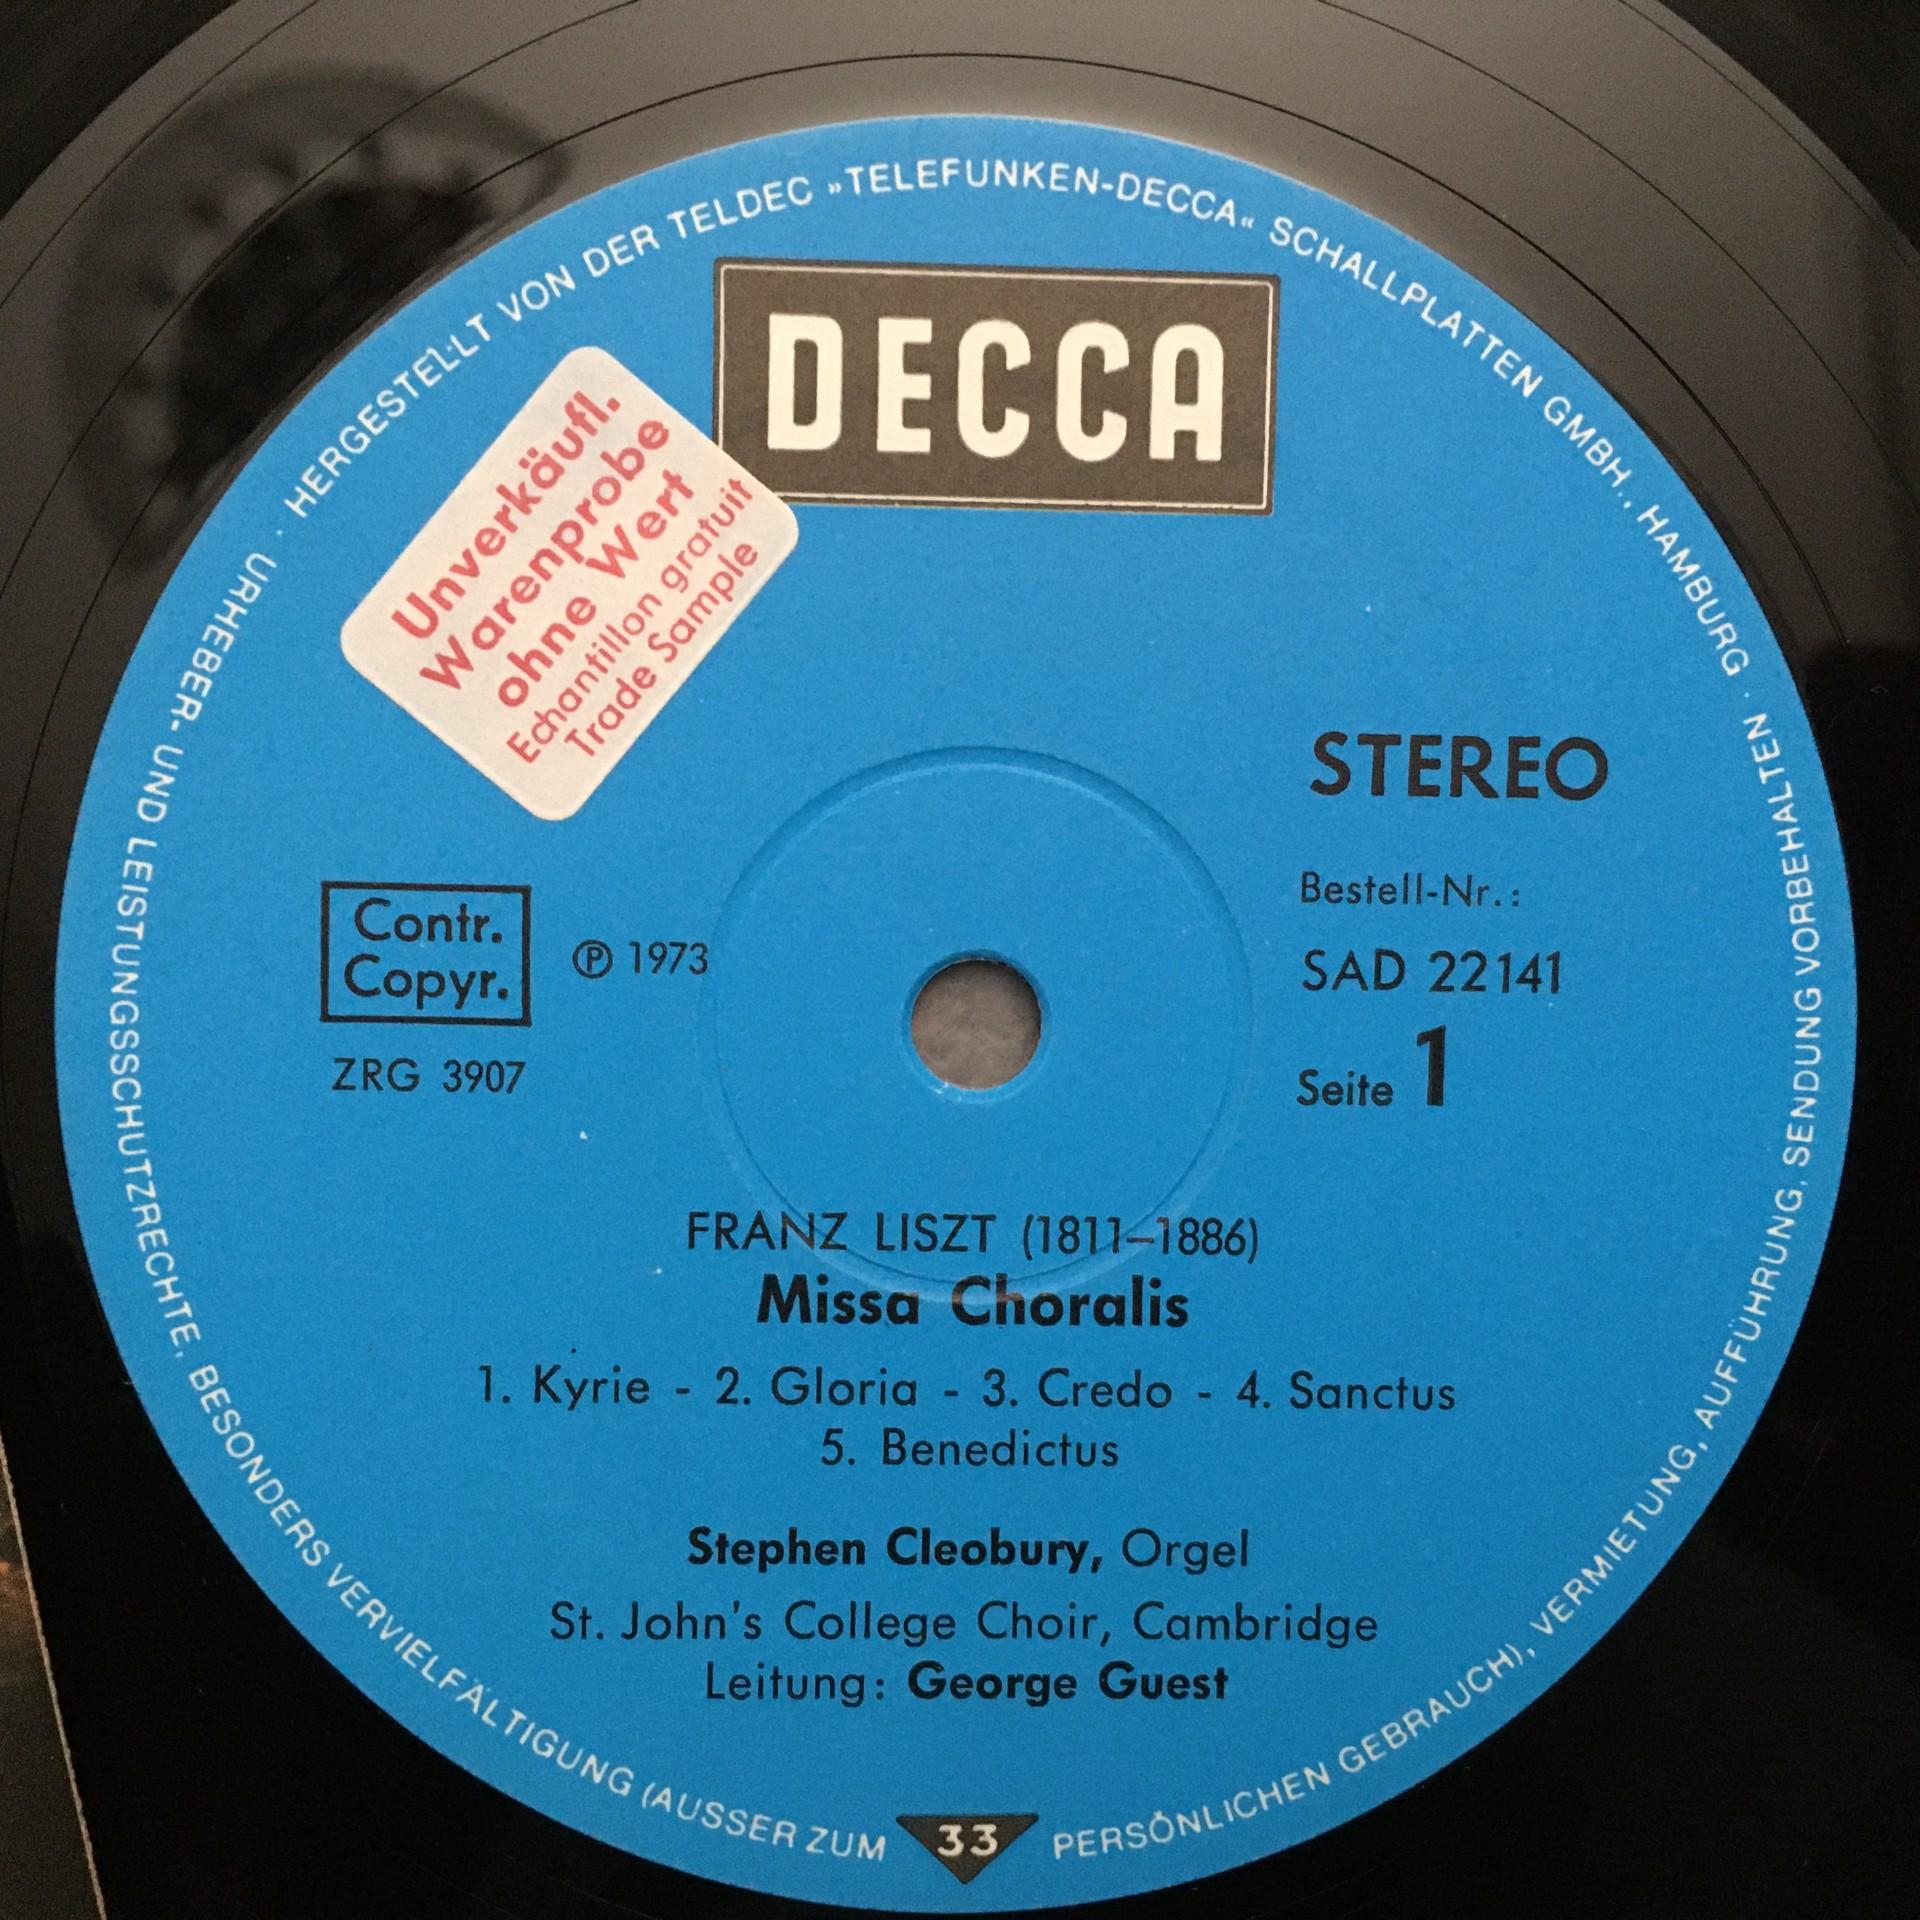 HERGESTELLT VON DER TELDEC »TELEFUNKEN-DECCA« SCHALLPLATTEN GMBH., HAMBURG · URHEBER- UND LEISTUNGSSCHUTZRECHTE, BESONDERS VERVIELFÄLTIGUNG (AUSSER ZUM PERSÖNLICHEN GEBRAUCH), VERMIETUNG, AUFFÜHRUNG, SENDUNG VORBEHALTEN ·
DECCA
Unverkäufl.
Warenprobe
ohne Wert
Echantillon gratuit
Trade Sample
STEREO
Contr.
Copyr.
Ⓟ 1973
ZRG 3907
Bestell-Nr.:
SAD 22141
Seite 1
FRANZ LISZT (1811–1886)
Missa Choralis
1. Kyrie - 2. Gloria - 3. Credo - 4. Sanctus
5. Benedictus
Stephen Cleobury, Orgel
St. John's College Choir, Cambridge
Leitung: George Guest
33